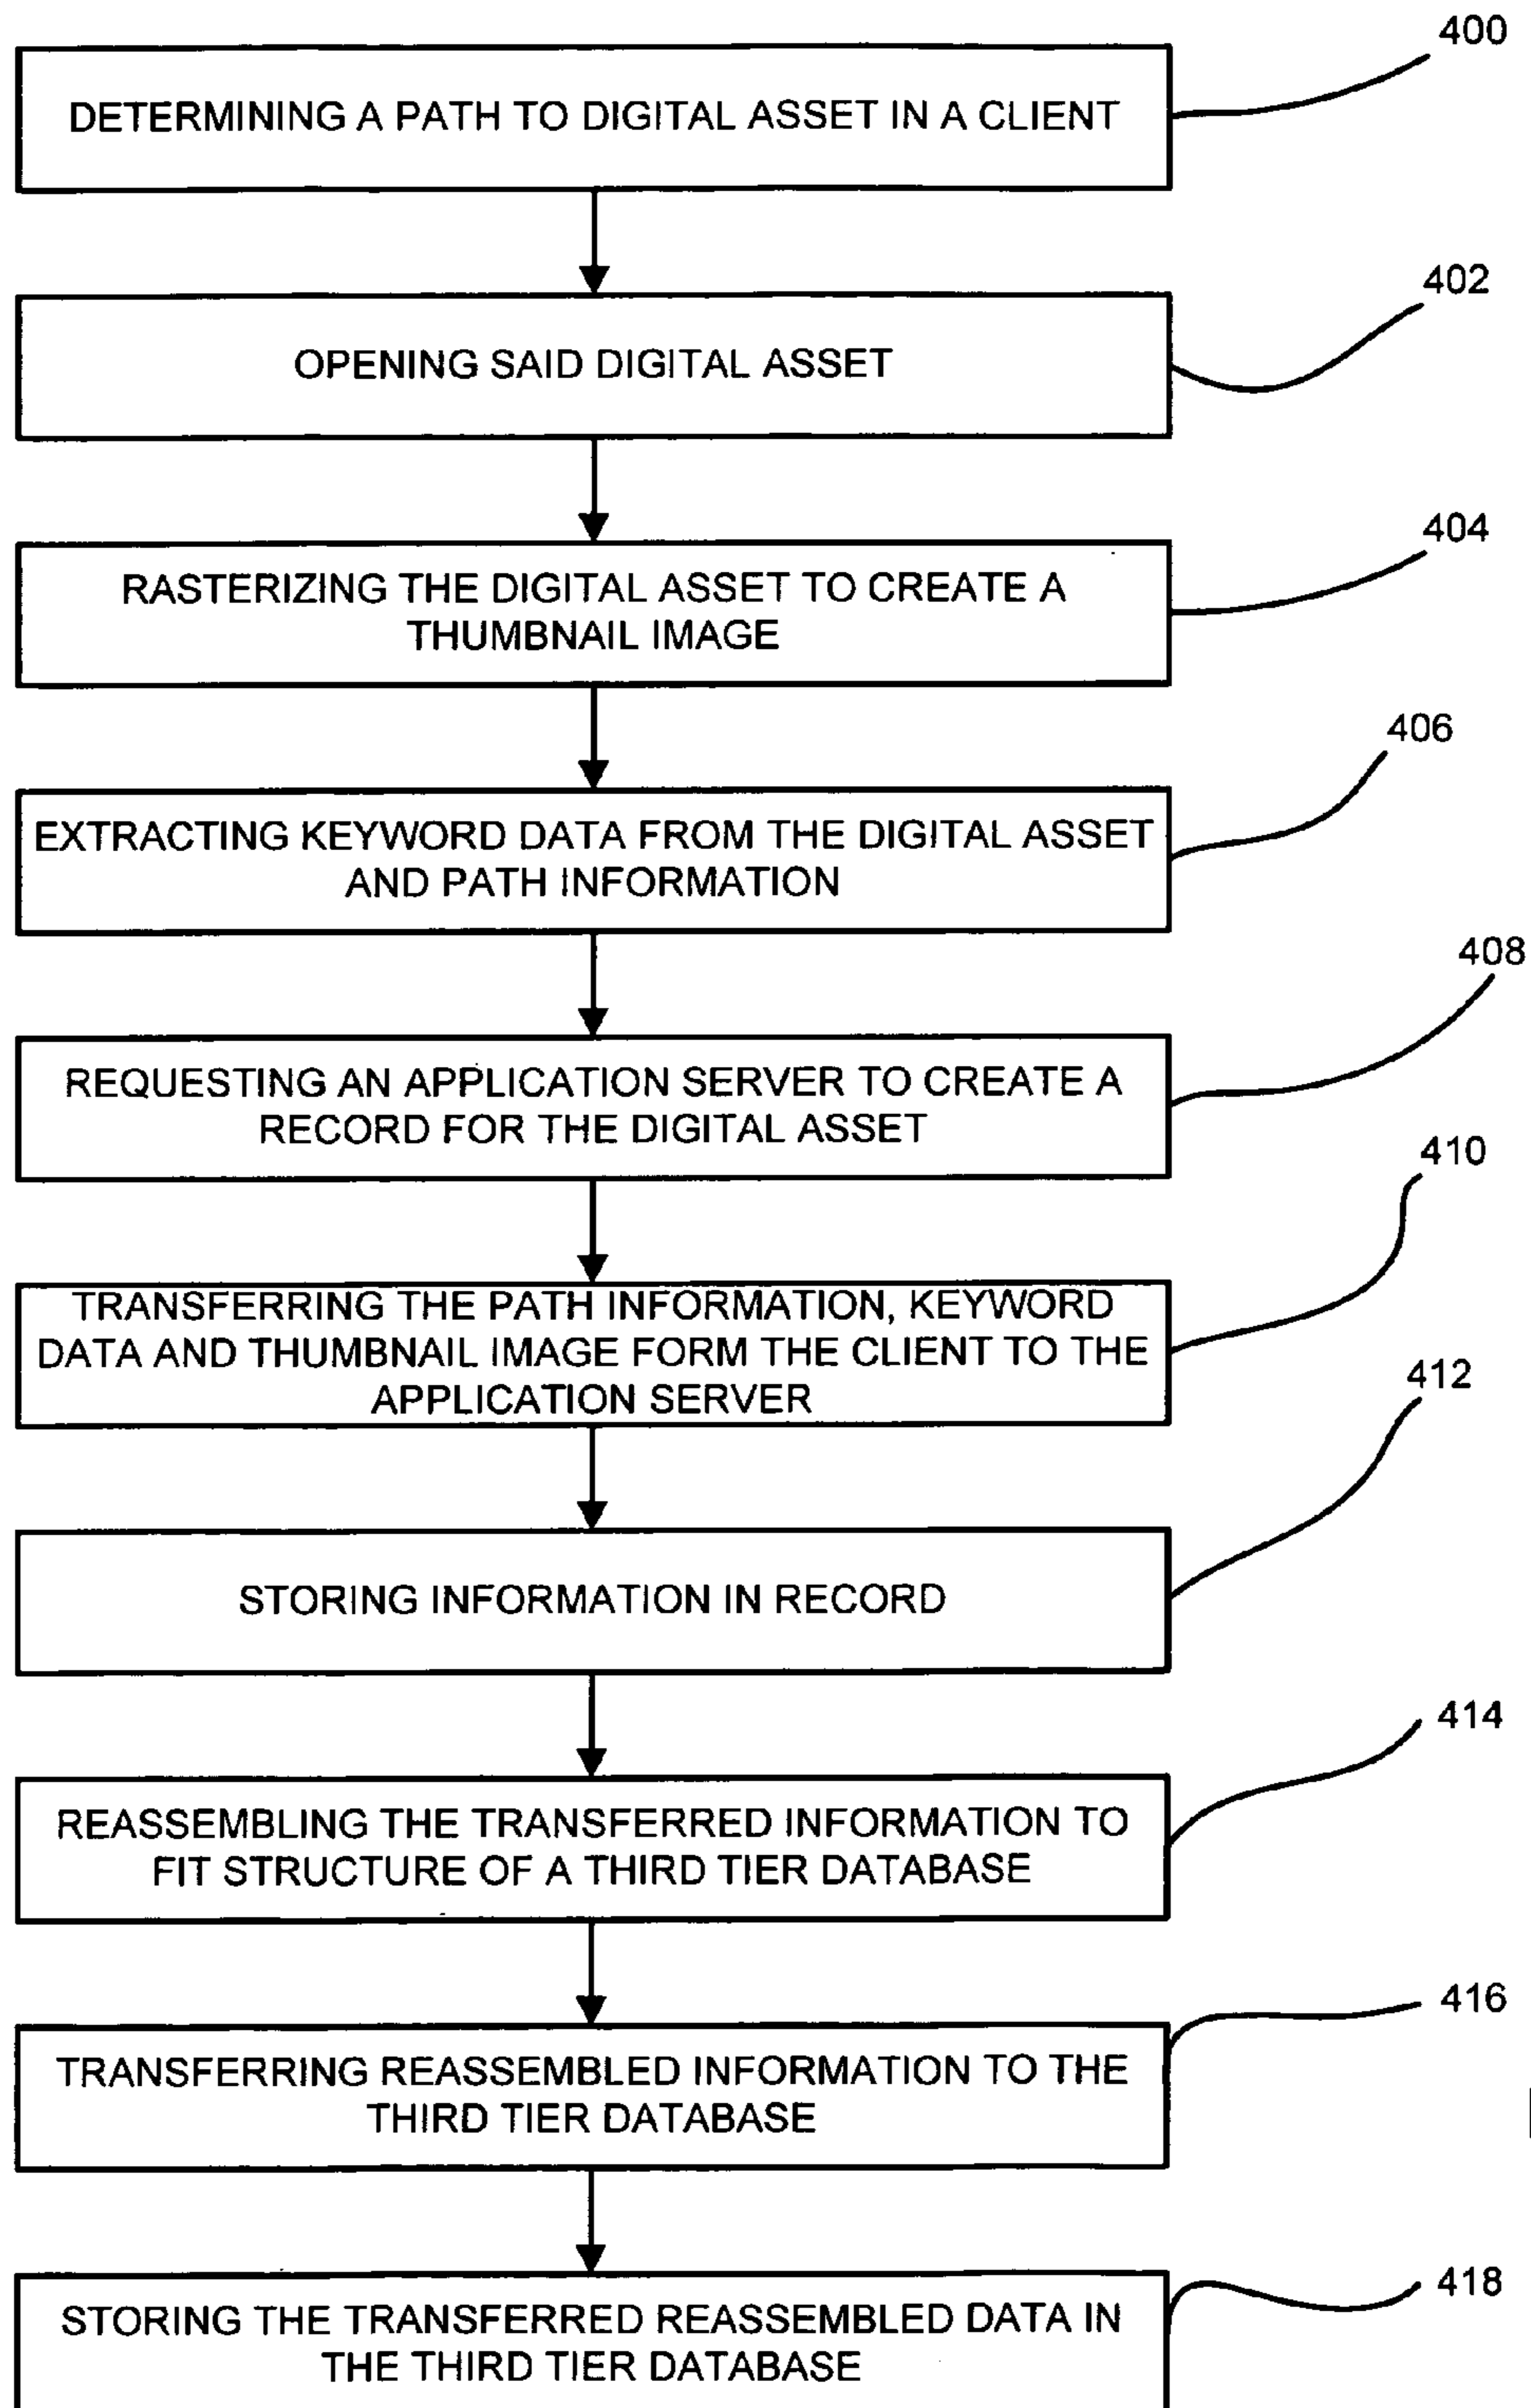 400
DETERMINING A PATH TO DIGITAL ASSET IN A CLIENT
402
OPENING SAID DIGITAL ASSET
404
RASTERIZING THE DIGITAL ASSET TO CREATE A
THUMBNAIL IMAGE
406
EXTRACTING KEYWORD DATA FROM THE DIGITAL ASSET
AND PATH INFORMATION
408
REQUESTING AN APPLICATION SERVER TO CREATE A
RECORD FOR THE DIGITAL ASSET
410
TRANSFERRING THE PATH INFORMATION, KEYWORD
DATA AND THUMBNAIL IMAGE FORM THE CLIENT TO THE
APPLICATION SERVER
412
STORING INFORMATION IN RECORD
414
REASSEMBLING THE TRANSFERRED INFORMATION TO
FIT STRUCTURE OF A THIRD TIER DATABASE
416
TRANSFERRING REASSEMBLED INFORMATION TO THE
THIRD TIER DATABASE
418
STORING THE TRANSFERRED REASSEMBLED DATA IN
THE THIRD TIER DATABASE